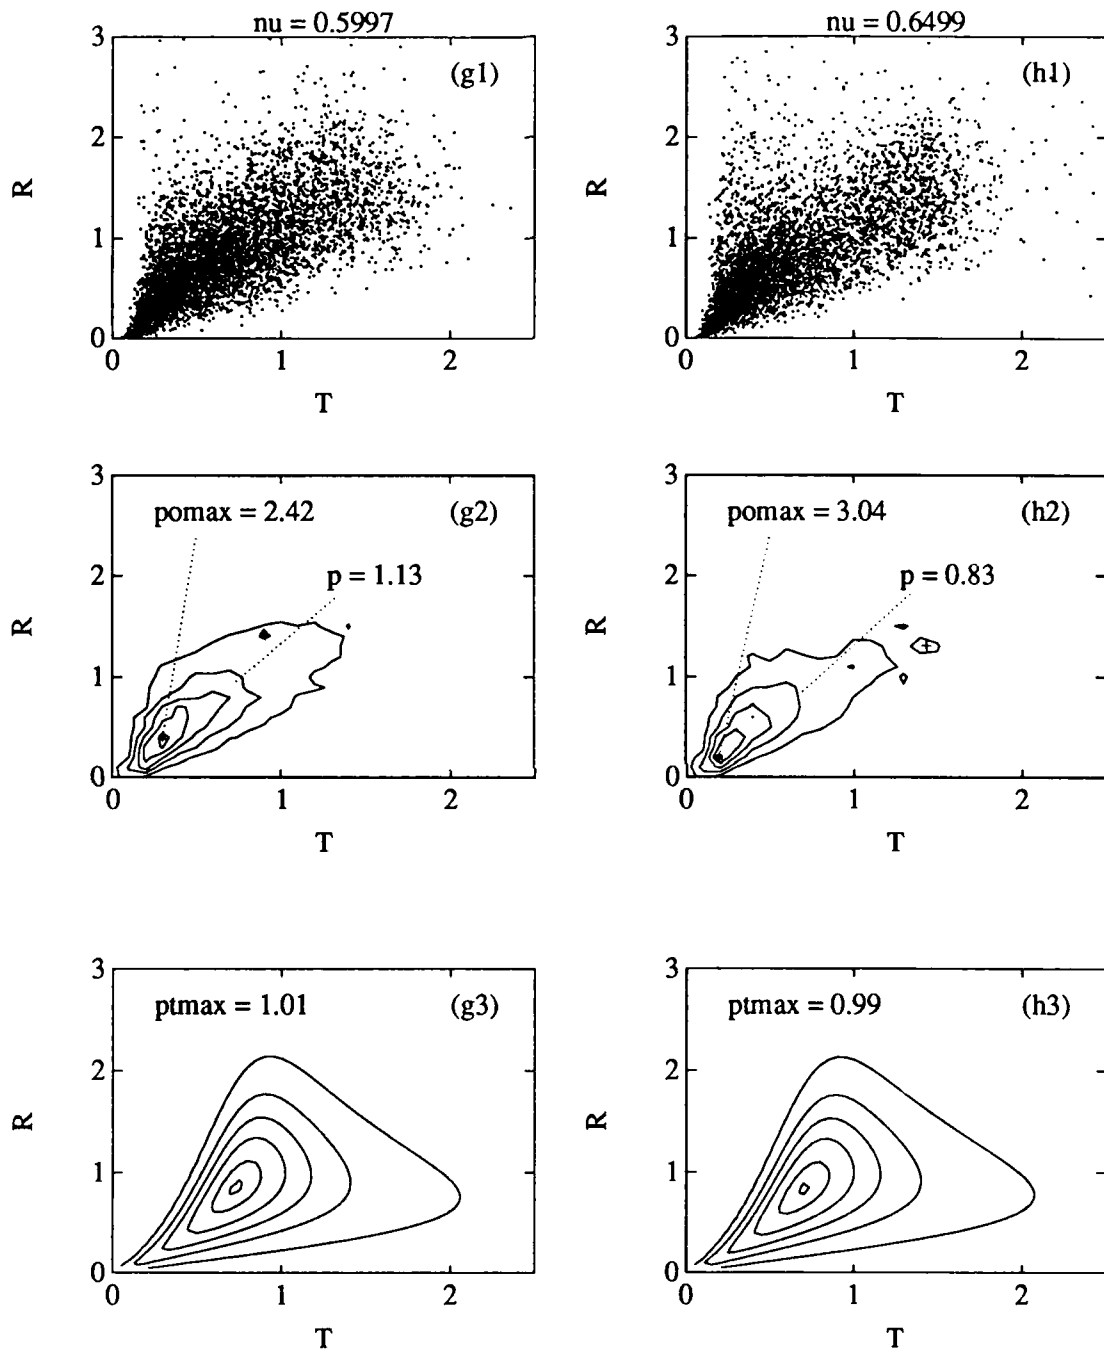 nu = 0.5997
3
2
1
0
R
(g1)
0
1
2
T
nu = 0.6499
3
2
1
0
R
(h1)
0
1
2
T
3
2
1
0
R
pomax = 2.42
(g2)
p = 1.13
0
1
2
T
3
2
1
0
R
pomax = 3.04
(h2)
p = 0.83
0
1
2
T
3
2
1
0
R
ptmax = 1.01
(g3)
0
1
2
T
3
2
1
0
R
ptmax = 0.99
(h3)
0
1
2
T